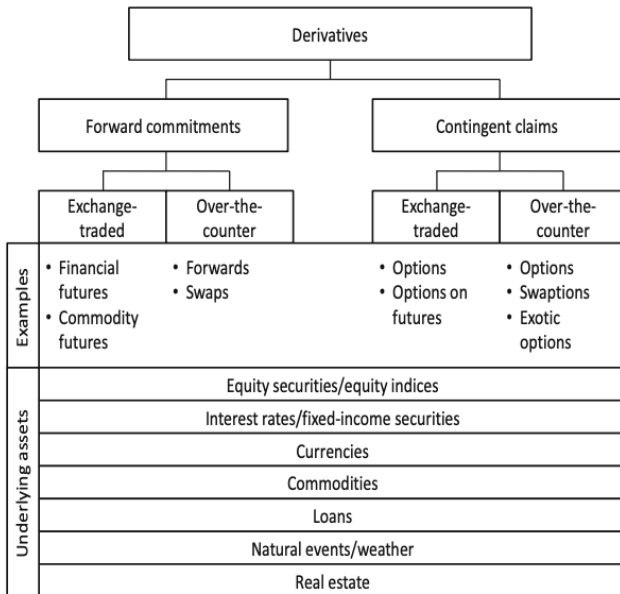 Derivatives
Forward commitments
Contingent claims
Exchange-
traded
Over-the-
counter
Exchange-
traded
Over-the-
counter
Examples
• Financial
futures
• Commodity
futures
• Forwards
• Swaps
• Options
• Options on
futures
• Options
• Swaptions
• Exotic
options
Underlying assets
Equity securities/equity indices
Interest rates/fixed-income securities
Currencies
Commodities
Loans
Natural events/weather
Real estate